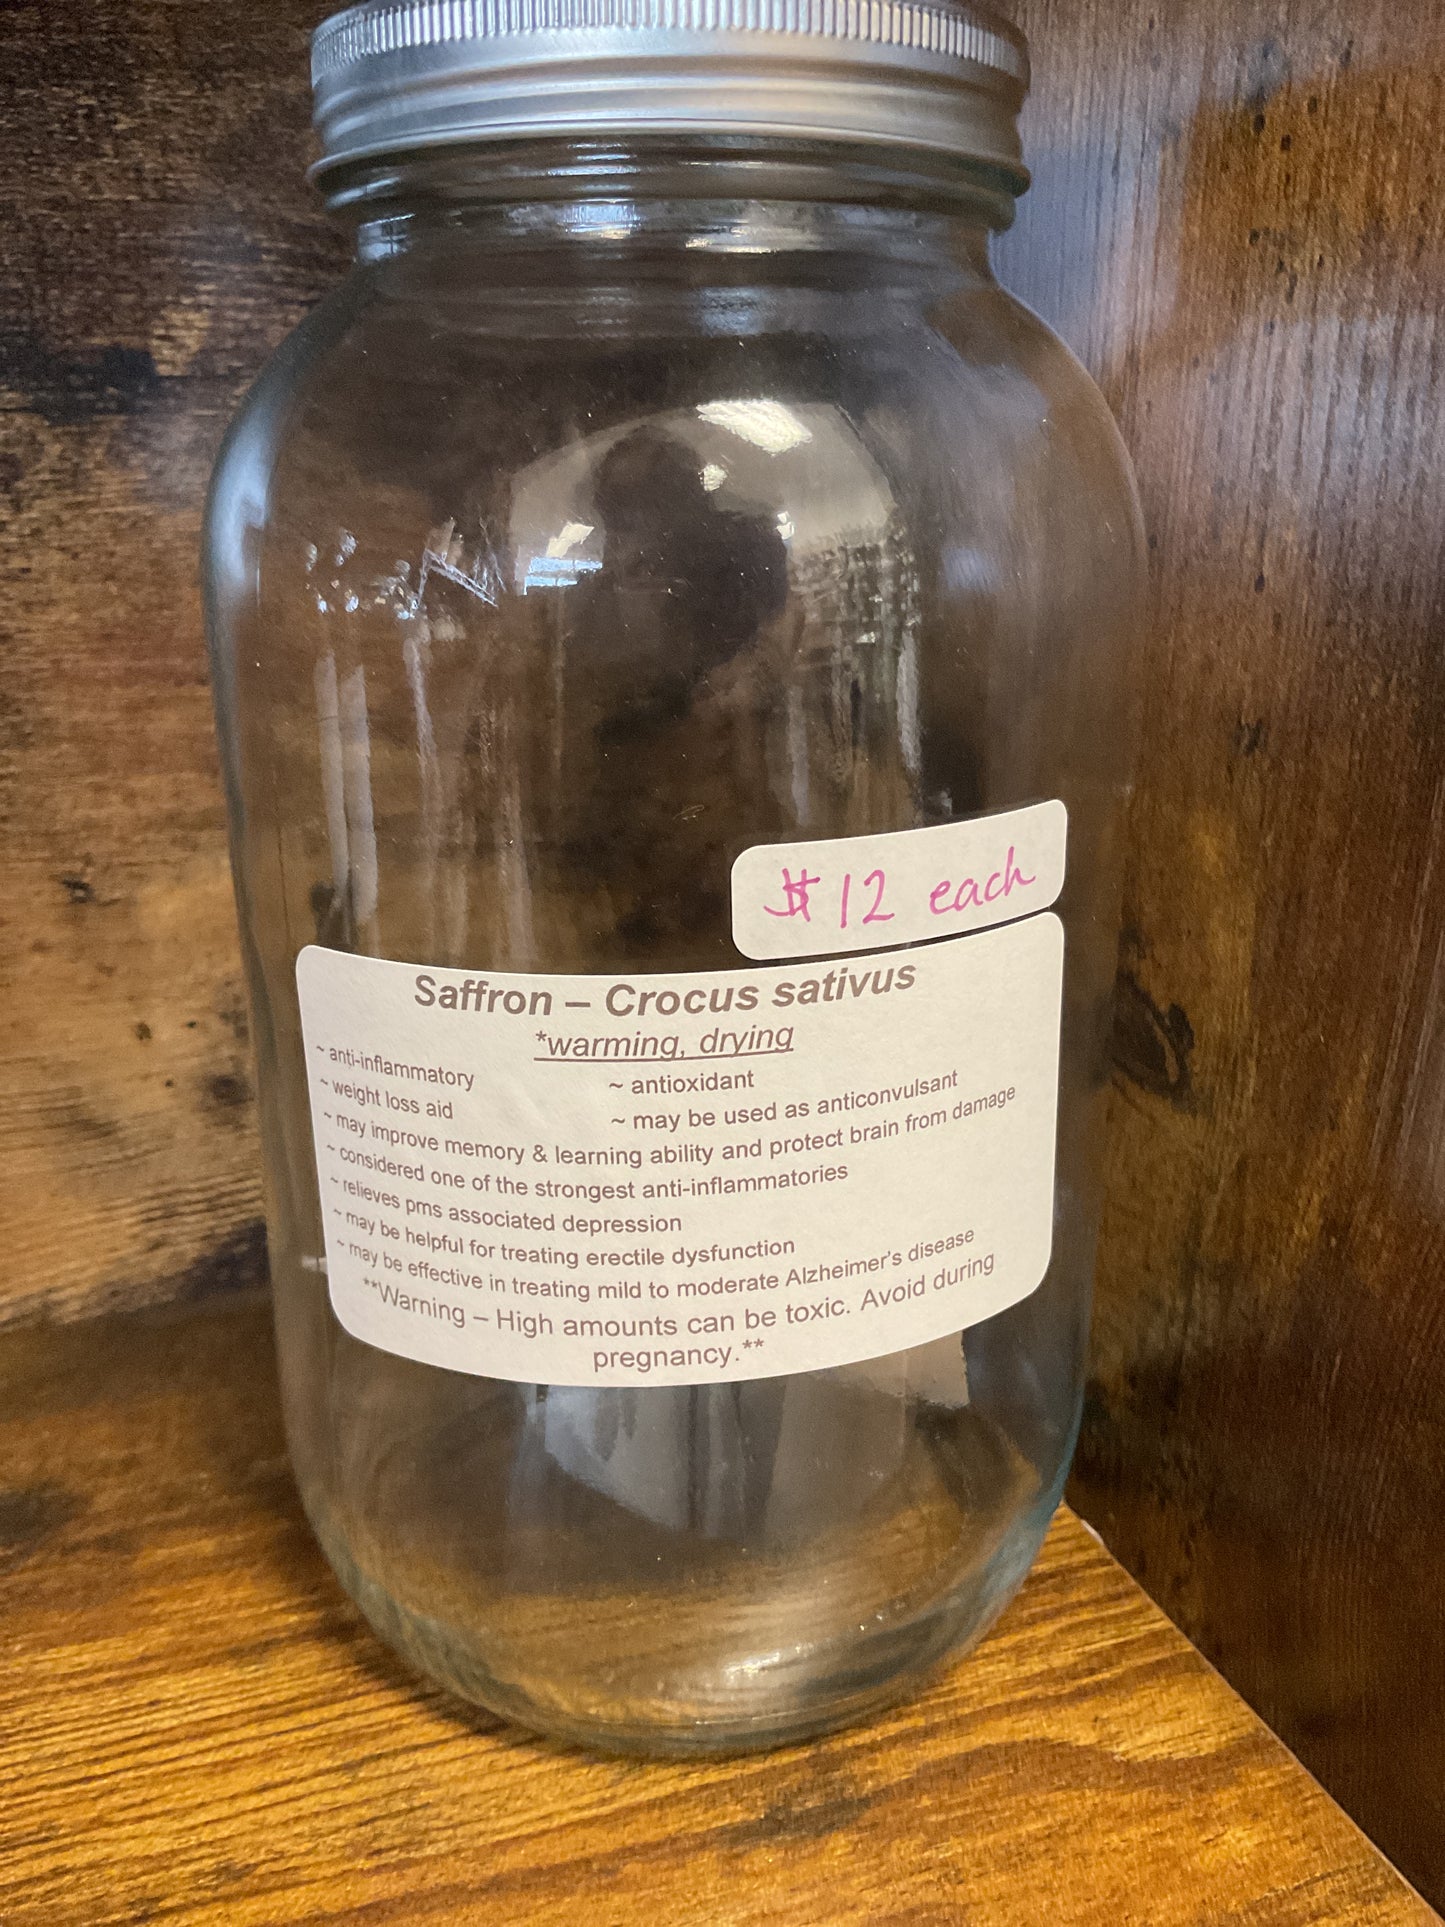 $12 each
Saffron – Crocus sativus
*warming, drying
~ anti-inflammatory ~ antioxidant
~ weight loss aid ~ may be used as anticonvulsant
~ may improve memory & learning ability and protect brain from damage
~ considered one of the strongest anti-inflammatories
~ relieves pms associated depression
~ may be helpful for treating erectile dysfunction
~ may be effective in treating mild to moderate Alzheimer's disease
**Warning – High amounts can be toxic. Avoid during
pregnancy.**